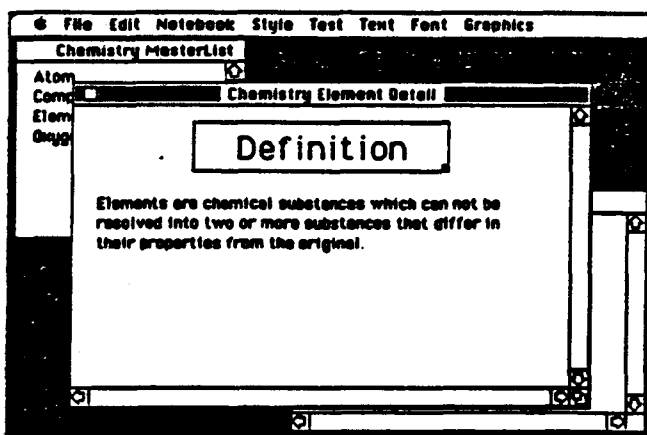 File Edit Notebook Style Test Text Font Graphics
Chemistry MasterList
Atom
Comp
Elem
Oxyg
Chemistry Element Detail
Definition
Elements are chemical substances which can not be
resolved into two or more substances that differ in
their properties from the original.